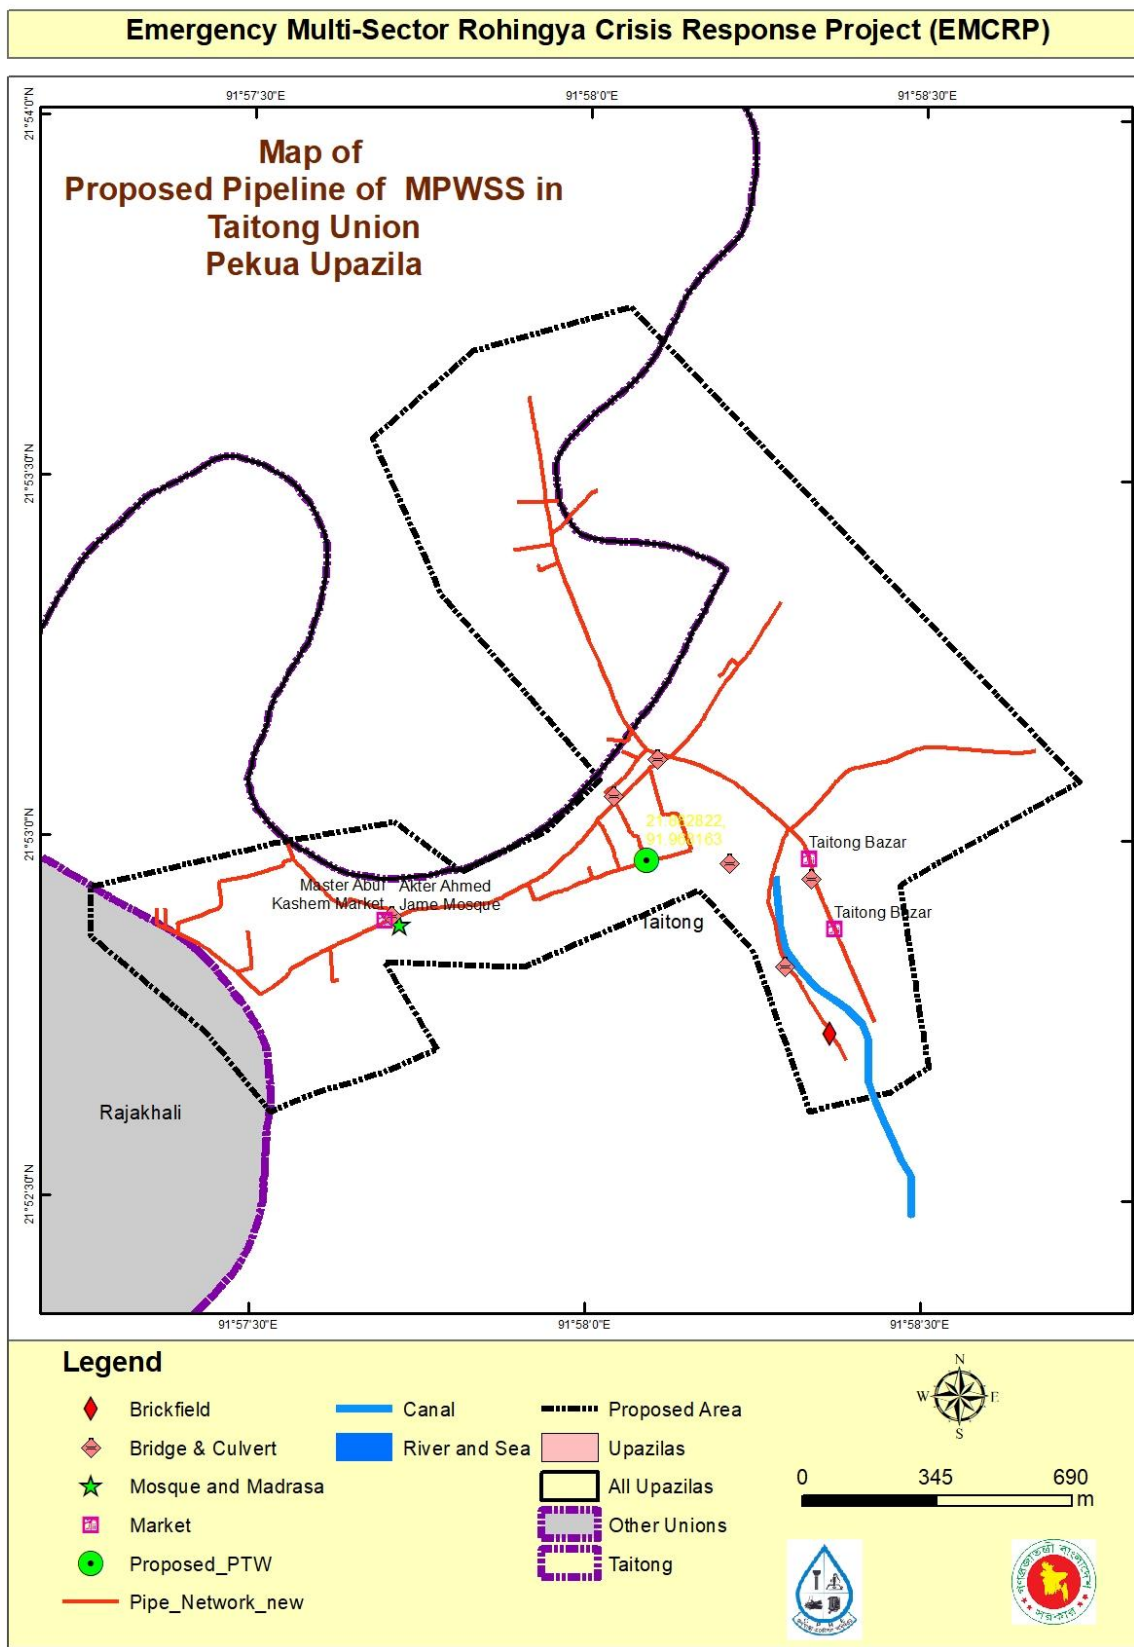 Emergency Multi-Sector Rohingya Crisis Response Project (EMCRP)
91°57'30"E
91°58'0"E
91°58'30"E
21°54'0"N
Map of
Proposed Pipeline of MPWSS in
Taitong Union
Pekua Upazila
21°53'30"N
21°53'0"N
Taitong Bazar
Master Abul
Kashem Market
Akter Ahmed
Jame Mosque
Taitong Bazar
Taitong
Rajakhali
21°52'30"N
91°57'30"E
91°58'0"E
91°58'30"E
Legend
Brickfield
Bridge & Culvert
Mosque and Madrasa
Market
Proposed_PTW
Pipe_Network_new
Canal
River and Sea
Proposed Area
Upazilas
All Upazilas
Other Unions
Taitong
N
W E
S
0 345 690
m
গণপ্রজাতন্ত্রী বাংলাদেশ
সরকার